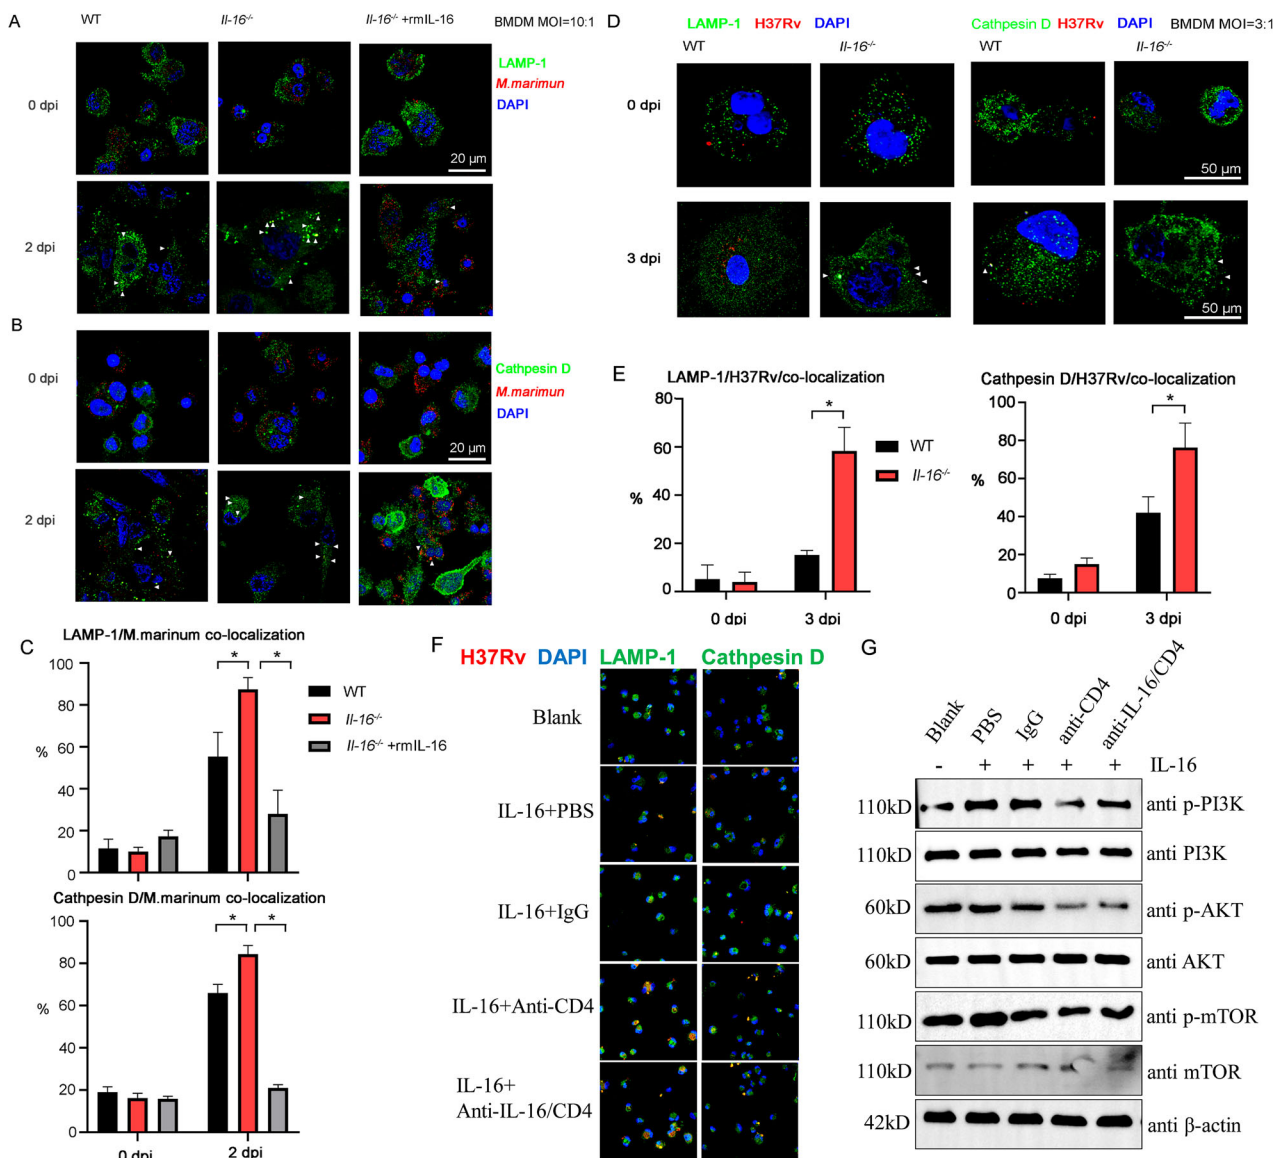 A
WT
Il-16-/-
Il-16-/- +rmIL-16
BMDM MOI=10:1
LAMP-1
M.marimun
DAPI
0 dpi
20 µm
2 dpi
B
0 dpi
Cathpesin D
M.marimun
DAPI
20 µm
2 dpi
C
LAMP-1/M.marinum co-localization
100
80
60
40
20
0
%
*
*
WT
Il-16-/-
Il-16-/- +rmIL-16
Cathpesin D/M.marinum co-localization
100
80
60
40
20
0
%
*
*
0 dpi
2 dpi
D
LAMP-1 H37Rv DAPI
WT
Il-16-/-
Cathpesin D H37Rv DAPI BMDM MOI=3:1
WT
Il-16-/-
0 dpi
50 µm
3 dpi
50 µm
E
LAMP-1/H37Rv/co-localization
80
60
40
20
0
%
*
0 dpi
3 dpi
WT
Il-16-/-
Cathpesin D/H37Rv/co-localization
100
80
60
40
20
0
%
*
0 dpi
3 dpi
F
H37Rv DAPI LAMP-1 Cathpesin D
Blank
IL-16+PBS
IL-16+IgG
IL-16+Anti-CD4
IL-16+
Anti-IL-16/CD4
G
Blank
PBS
IgG
anti-CD4
anti-IL-16/CD4
- + + + + IL-16
110kD anti p-PI3K
110kD anti PI3K
60kD anti p-AKT
60kD anti AKT
110kD anti p-mTOR
110kD anti mTOR
42kD anti β-actin